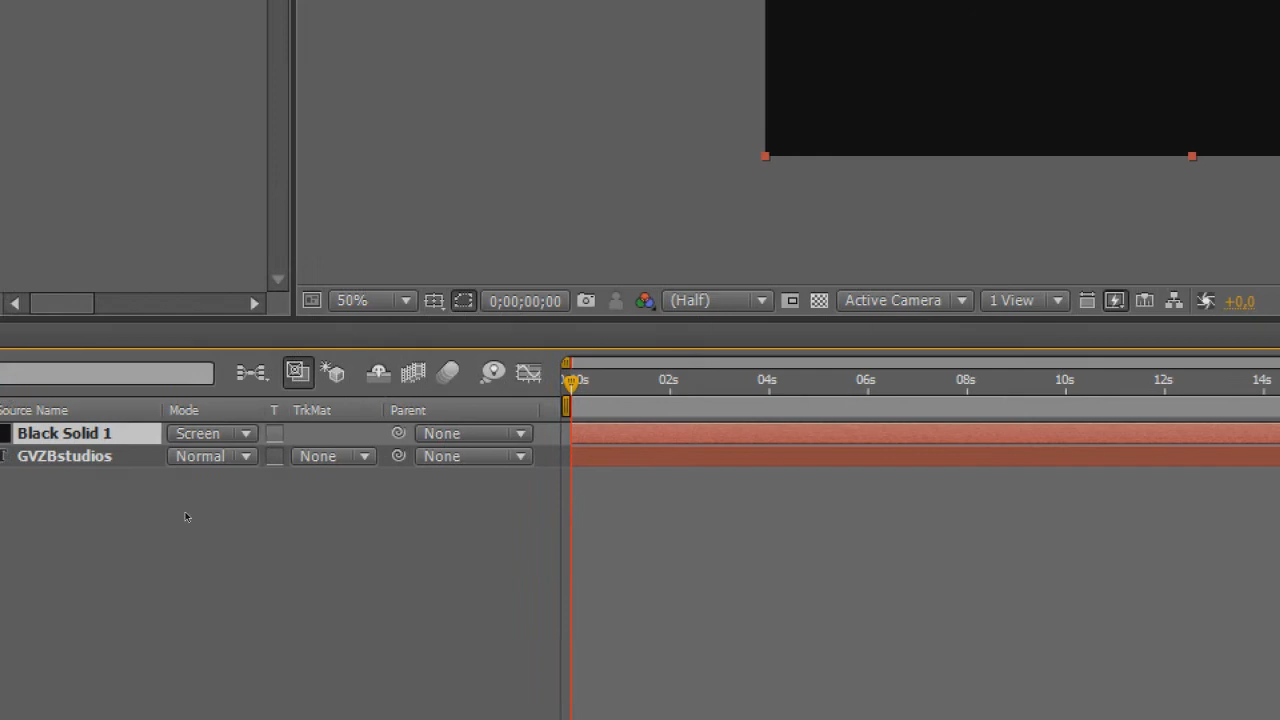 50% 0;00;00;00 (Half) Active Camera 1 View +0,0
0s 02s 04s 06s 08s 10s 12s 14s
Source Name Mode T TrkMat Parent
Black Solid 1 Screen None
GVZBstudios Normal None None